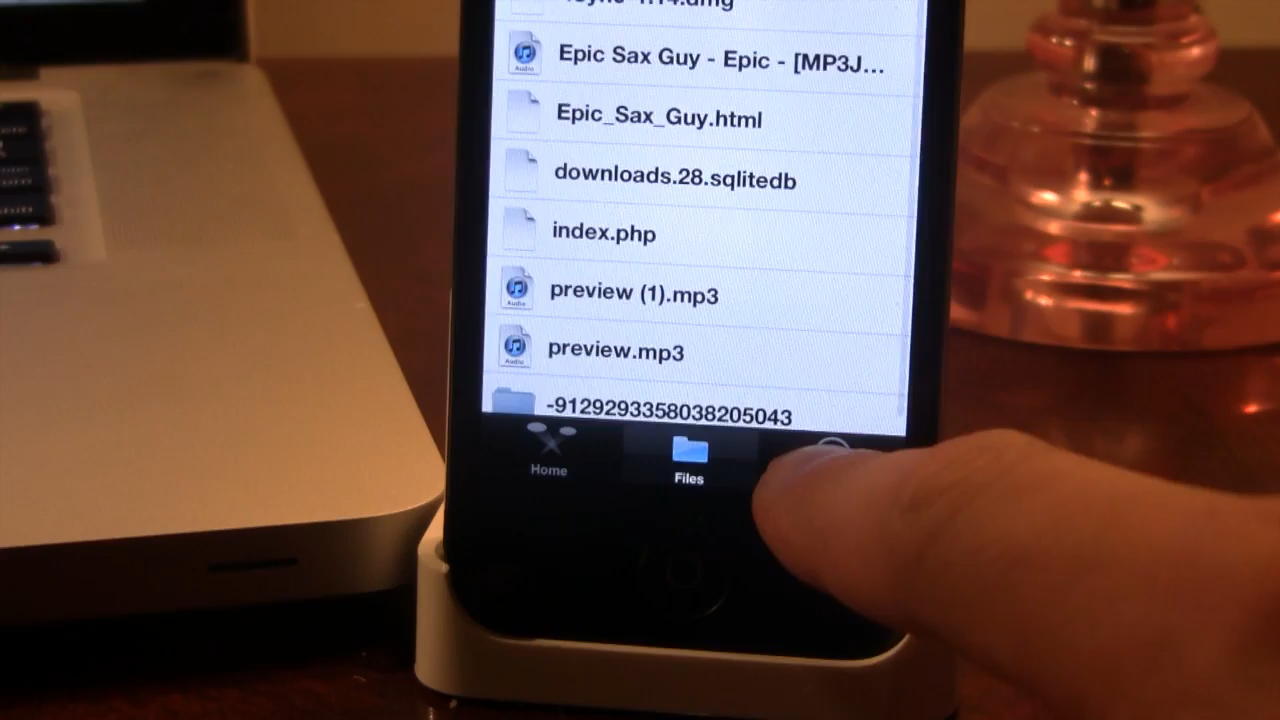 Epic Sax Guy - Epic - [MP3J...
Epic_Sax_Guy.html
downloads.28.sqlitedb
index.php
preview (1).mp3
preview.mp3
-9129293358038205043
Home
Files